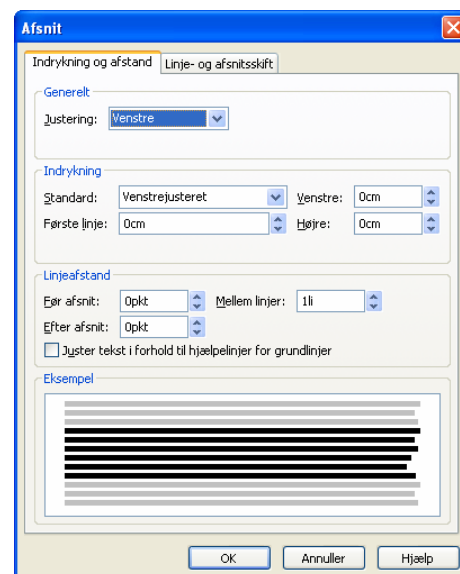 Afsnit
Indrykning og afstand Linje- og afsnitsskift
Generelt
Justering: Venstre
Indrykning
Standard: Venstrejusteret Venstre: 0cm
Første linje: 0cm Højre: 0cm
Linjeafstand
Før afsnit: 0pkt Mellem linjer: 1li
Efter afsnit: 0pkt
Juster tekst i forhold til hjælpelinjer for grundlinjer
Eksempel
OK Annuller Hjælp